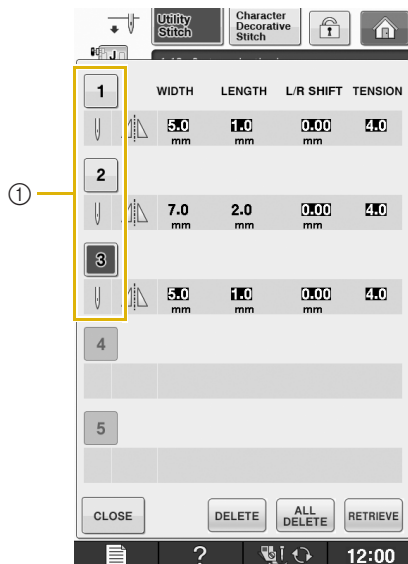 Utility
Stitch
Character
Decorative
Stitch
J
1
WIDTH LENGTH L/R SHIFT TENSION
5.0 mm 1.0 mm 0.00 mm 4.0
2
7.0 mm 2.0 mm 0.00 mm 4.0
①
3
5.0 mm 1.0 mm 0.00 mm 4.0
4
5
CLOSE DELETE ALL DELETE RETRIEVE
? 12:00